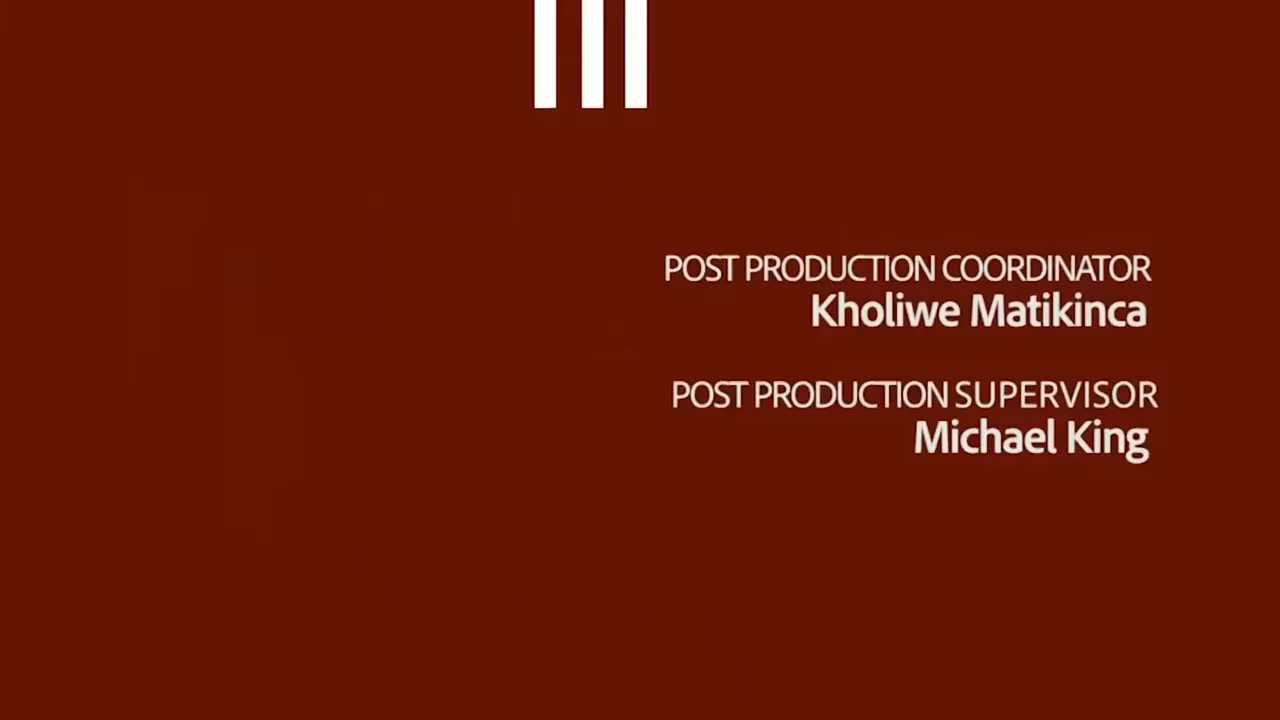 POST PRODUCTION COORDINATOR
Kholiwe Matikinca
POST PRODUCTION SUPERVISOR
Michael King